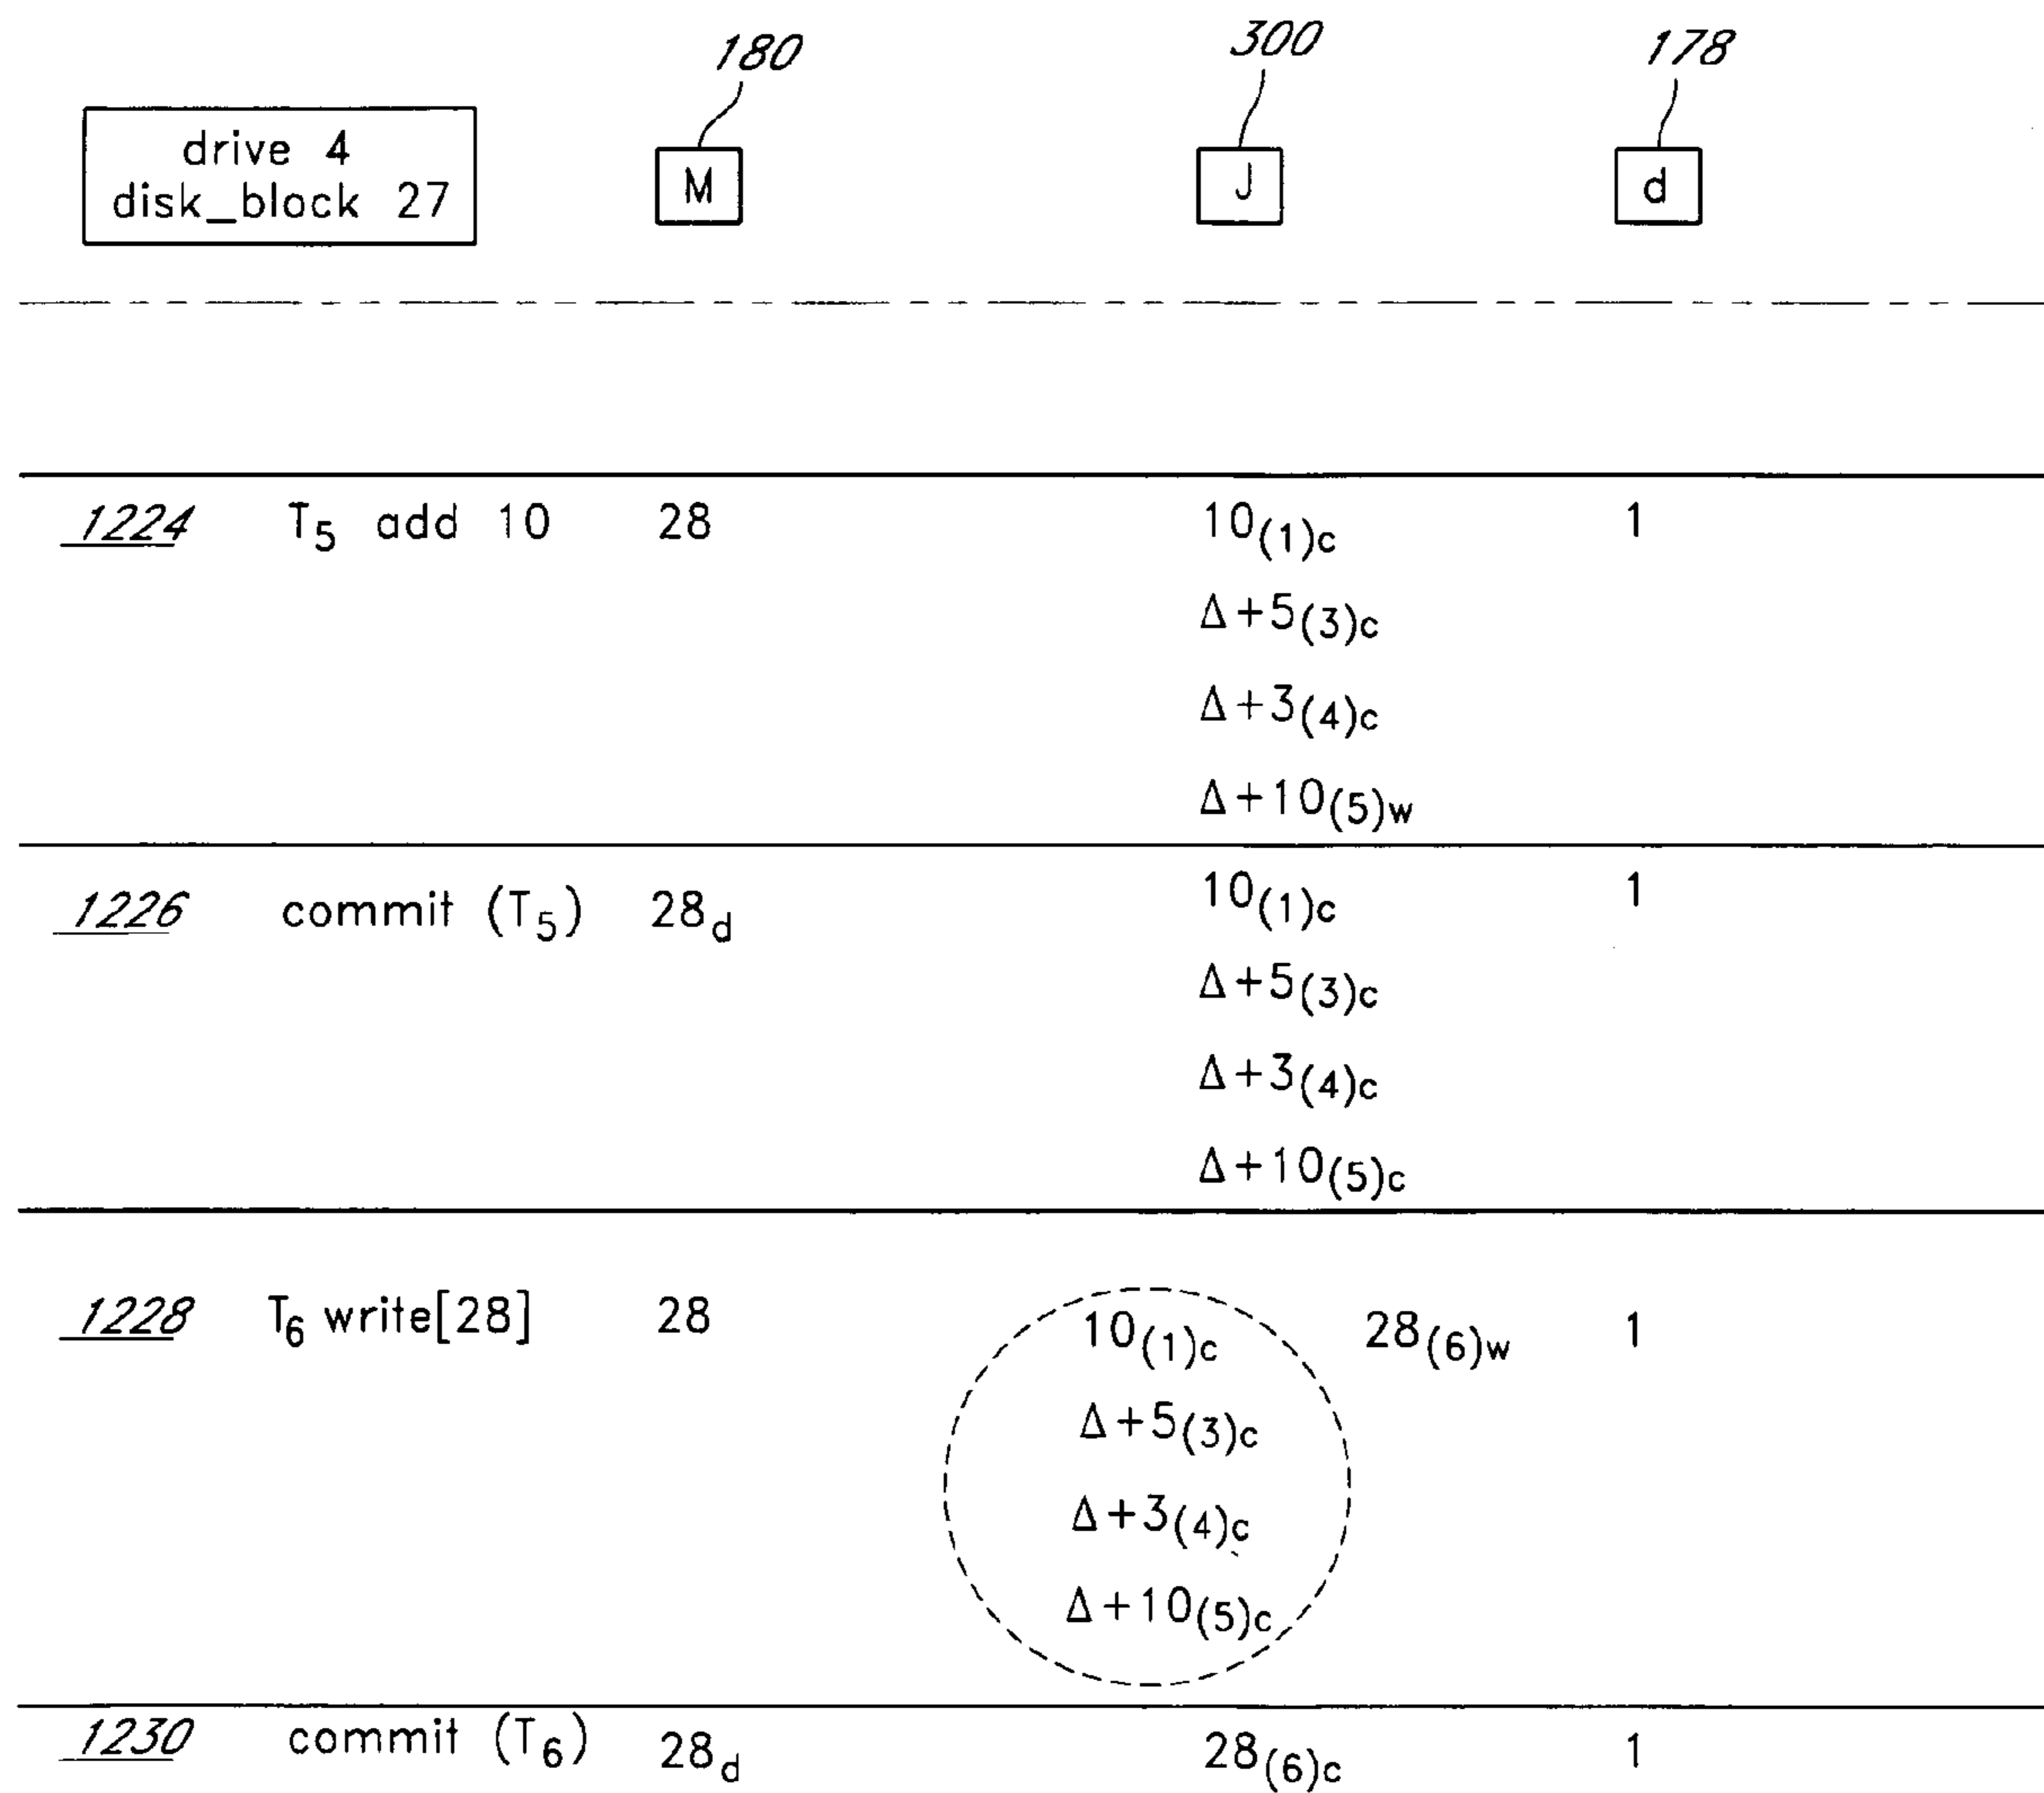 180 300 178
drive 4
disk_block 27
M J d
1224 T5 add 10 28 10(1)c 1
Δ+5(3)c
Δ+3(4)c
Δ+10(5)w
1226 commit (T5) 28d 10(1)c 1
Δ+5(3)c
Δ+3(4)c
Δ+10(5)c
1228 T6 write[28] 28 10(1)c 28(6)w 1
Δ+5(3)c
Δ+3(4)c
Δ+10(5)c
1230 commit (T6) 28d 28(6)c 1